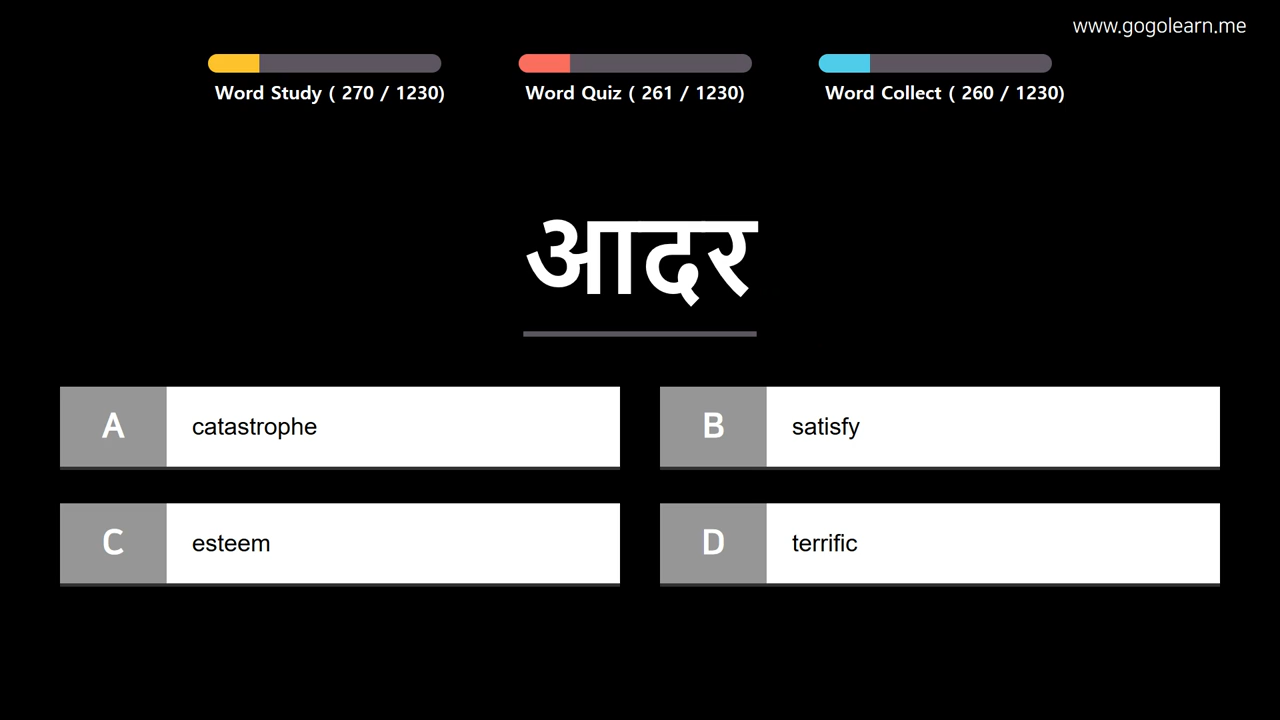 www.gogolearn.me
Word Study ( 270 / 1230)
Word Quiz ( 261 / 1230)
Word Collect ( 260 / 1230)
आदर
A catastrophe
B satisfy
C esteem
D terrific